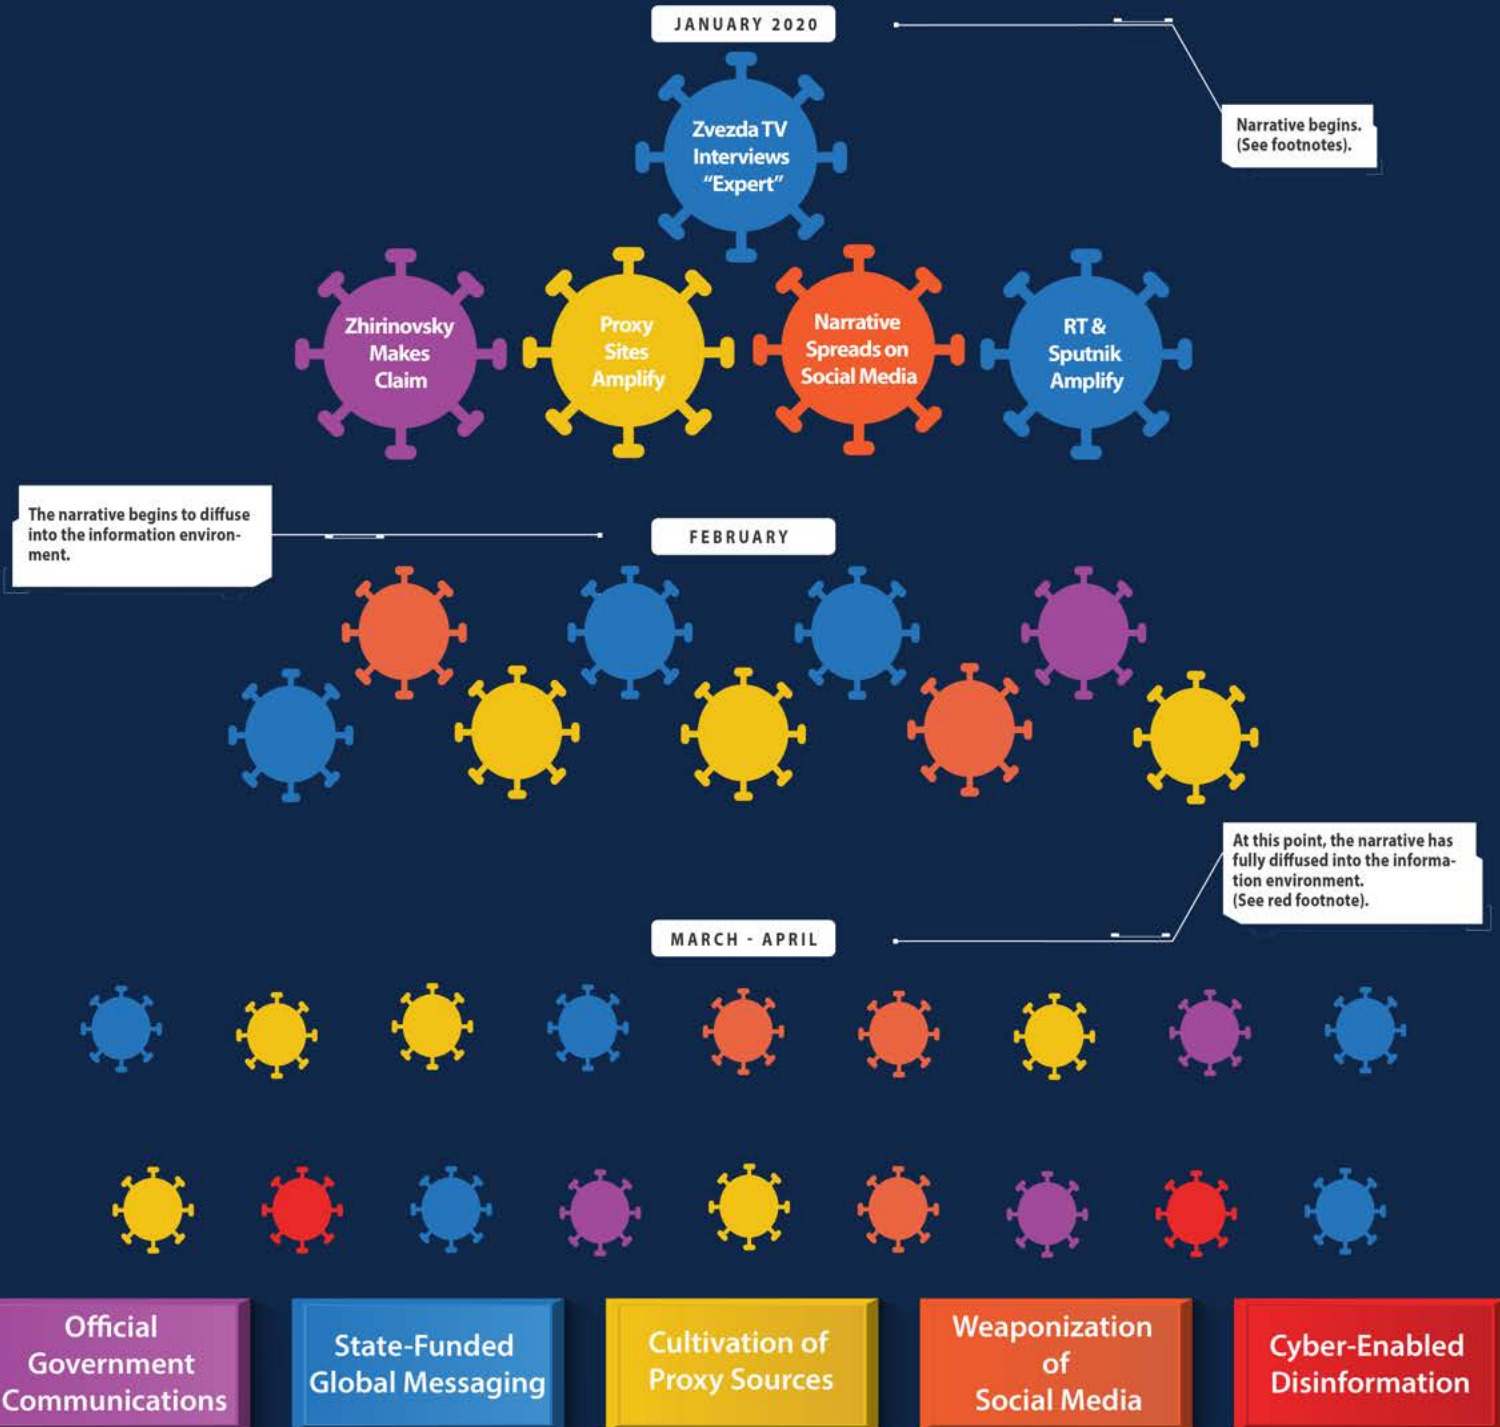 JANUARY 2020
Narrative begins.
(See footnotes).
Zvezda TV
Interviews
“Expert”
Zhirinovsky
Makes
Claim
Proxy
Sites
Amplify
Narrative
Spreads on
Social Media
RT &
Sputnik
Amplify
The narrative begins to diffuse
into the information environ-
ment.
FEBRUARY
At this point, the narrative has
fully diffused into the informa-
tion environment.
(See red footnote).
MARCH - APRIL
Official
Government
Communications
State-Funded
Global Messaging
Cultivation of
Proxy Sources
Weaponization
of
Social Media
Cyber-Enabled
Disinformation